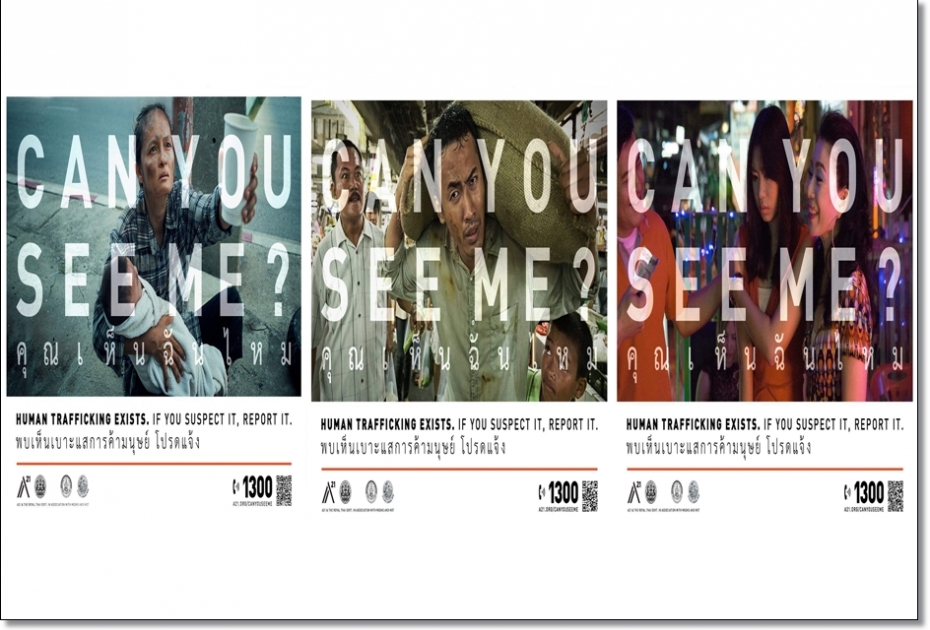 CAN YOU
SEE ME?
คุณเห็นฉันไหม
HUMAN TRAFFICKING EXISTS. IF YOU SUSPECT IT, REPORT IT.
พบเห็นเบาะแสการค้ามนุษย์ โปรดแจ้ง
A21
1300
A21.ORG/CANYOUSEEME
CAN YOU
SEE ME?
คุณเห็นฉันไหม
HUMAN TRAFFICKING EXISTS. IF YOU SUSPECT IT, REPORT IT.
พบเห็นเบาะแสการค้ามนุษย์ โปรดแจ้ง
A21
1300
A21.ORG/CANYOUSEEME
CAN YOU
SEE ME?
คุณเห็นฉันไหม
HUMAN TRAFFICKING EXISTS. IF YOU SUSPECT IT, REPORT IT.
พบเห็นเบาะแสการค้ามนุษย์ โปรดแจ้ง
A21
1300
A21.ORG/CANYOUSEEME